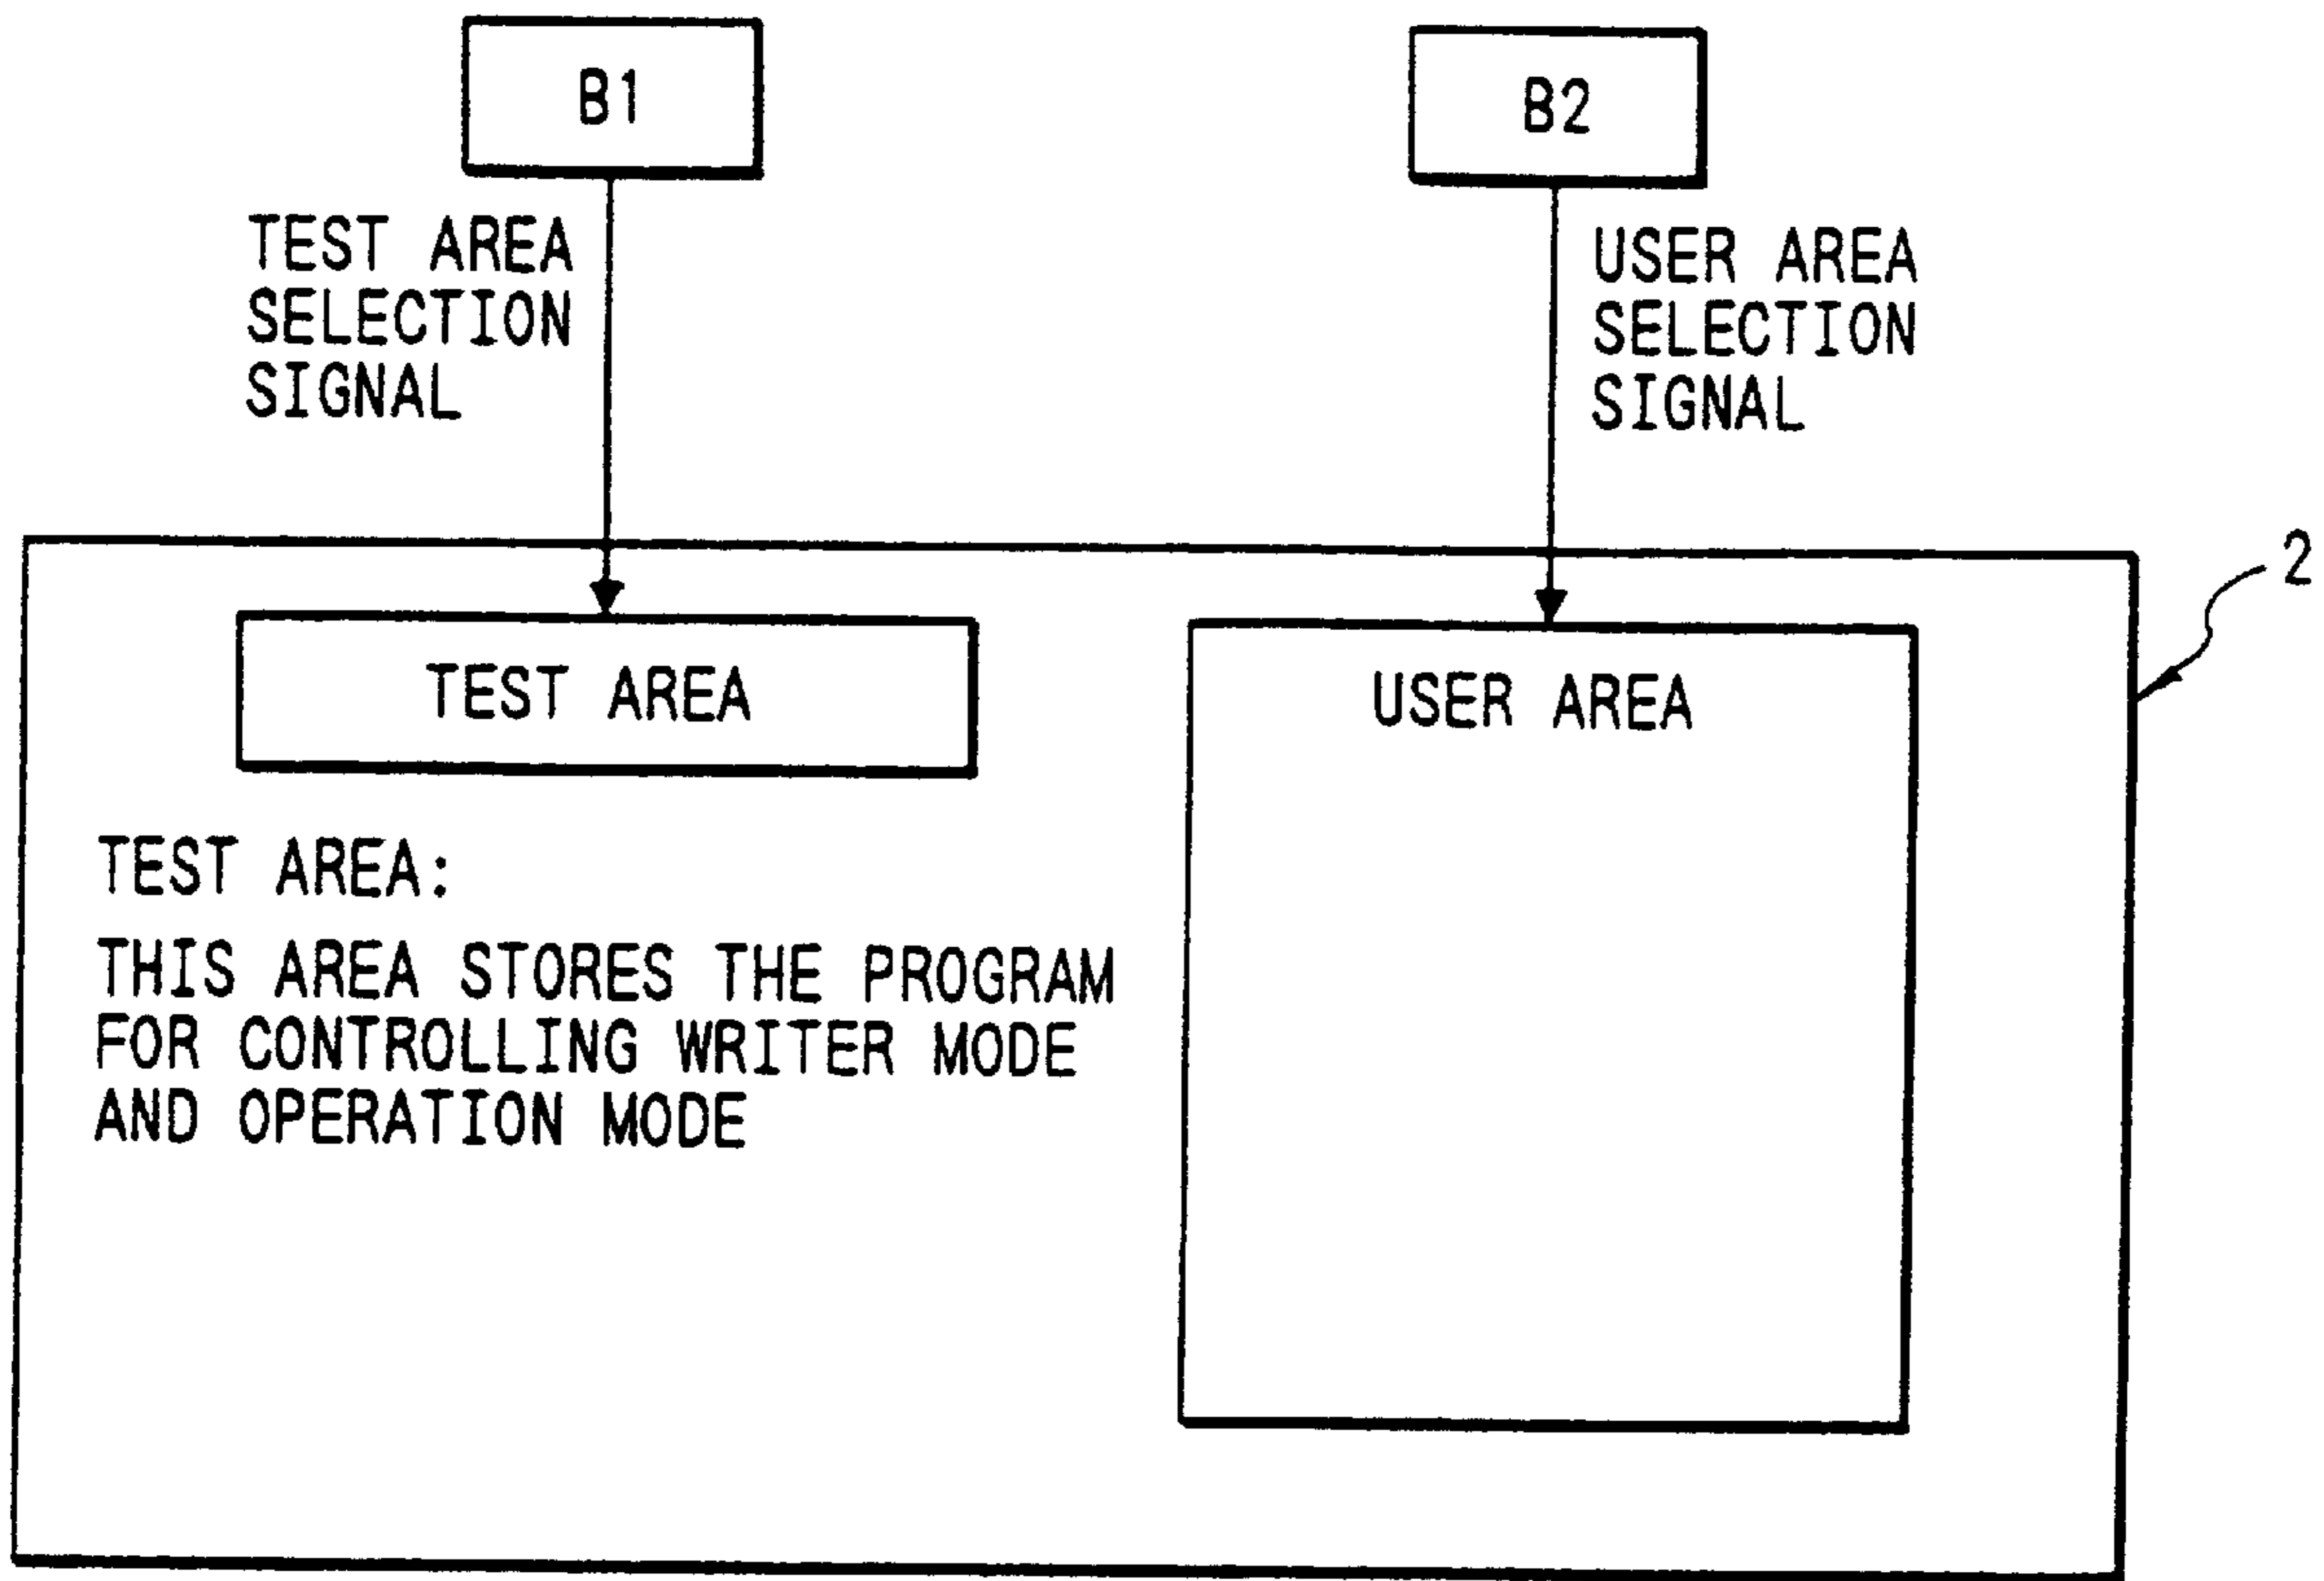 B1
B2
TEST AREA
SELECTION
SIGNAL
USER AREA
SELECTION
SIGNAL
2
TEST AREA
USER AREA
TEST AREA:
THIS AREA STORES THE PROGRAM
FOR CONTROLLING WRITER MODE
AND OPERATION MODE